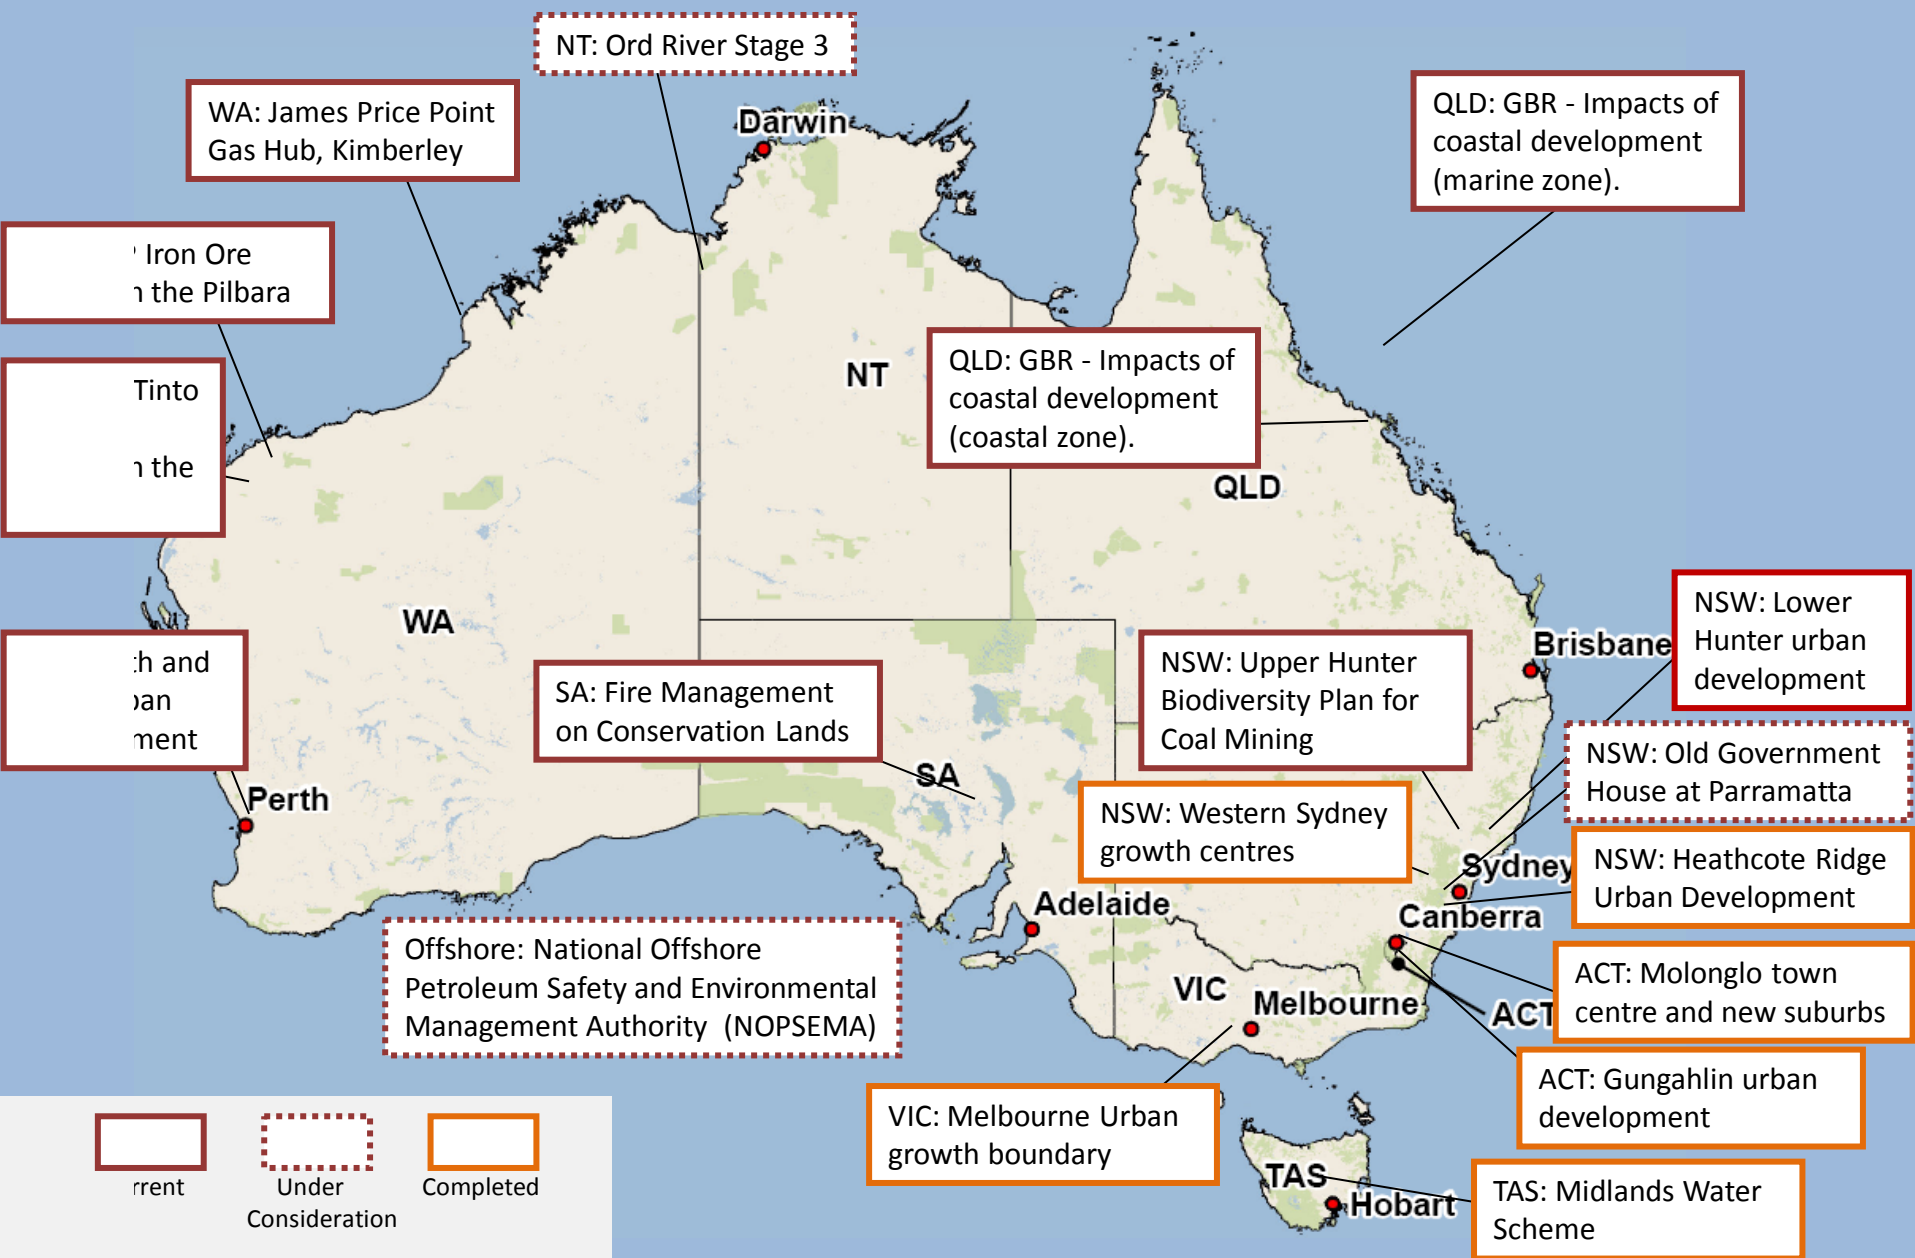 NT: Ord River Stage 3
WA: James Price Point
Gas Hub, Kimberley
Darwin
QLD: GBR - Impacts of
coastal development
(marine zone).
Iron Ore
the Pilbara
Tinto
the
NT
QLD: GBR - Impacts of
coastal development
(coastal zone).
QLD
WA
and
Perth
SA: Fire Management
on Conservation Lands
SA
NSW: Upper Hunter
Biodiversity Plan for
Coal Mining
Brisbane
NSW: Lower
Hunter urban
development
NSW: Old Government
House at Parramatta
NSW: Western Sydney
growth centres
Sydney
NSW: Heathcote Ridge
Urban Development
Adelaide
Canberra
Offshore: National Offshore
Petroleum Safety and Environmental
Management Authority (NOPSEMA)
VIC
Melbourne
ACT
ACT: Molonglo town
centre and new suburbs
ACT: Gungahlin urban
development
VIC: Melbourne Urban
growth boundary
TAS
Hobart
TAS: Midlands Water
Scheme
Under
Consideration
Completed